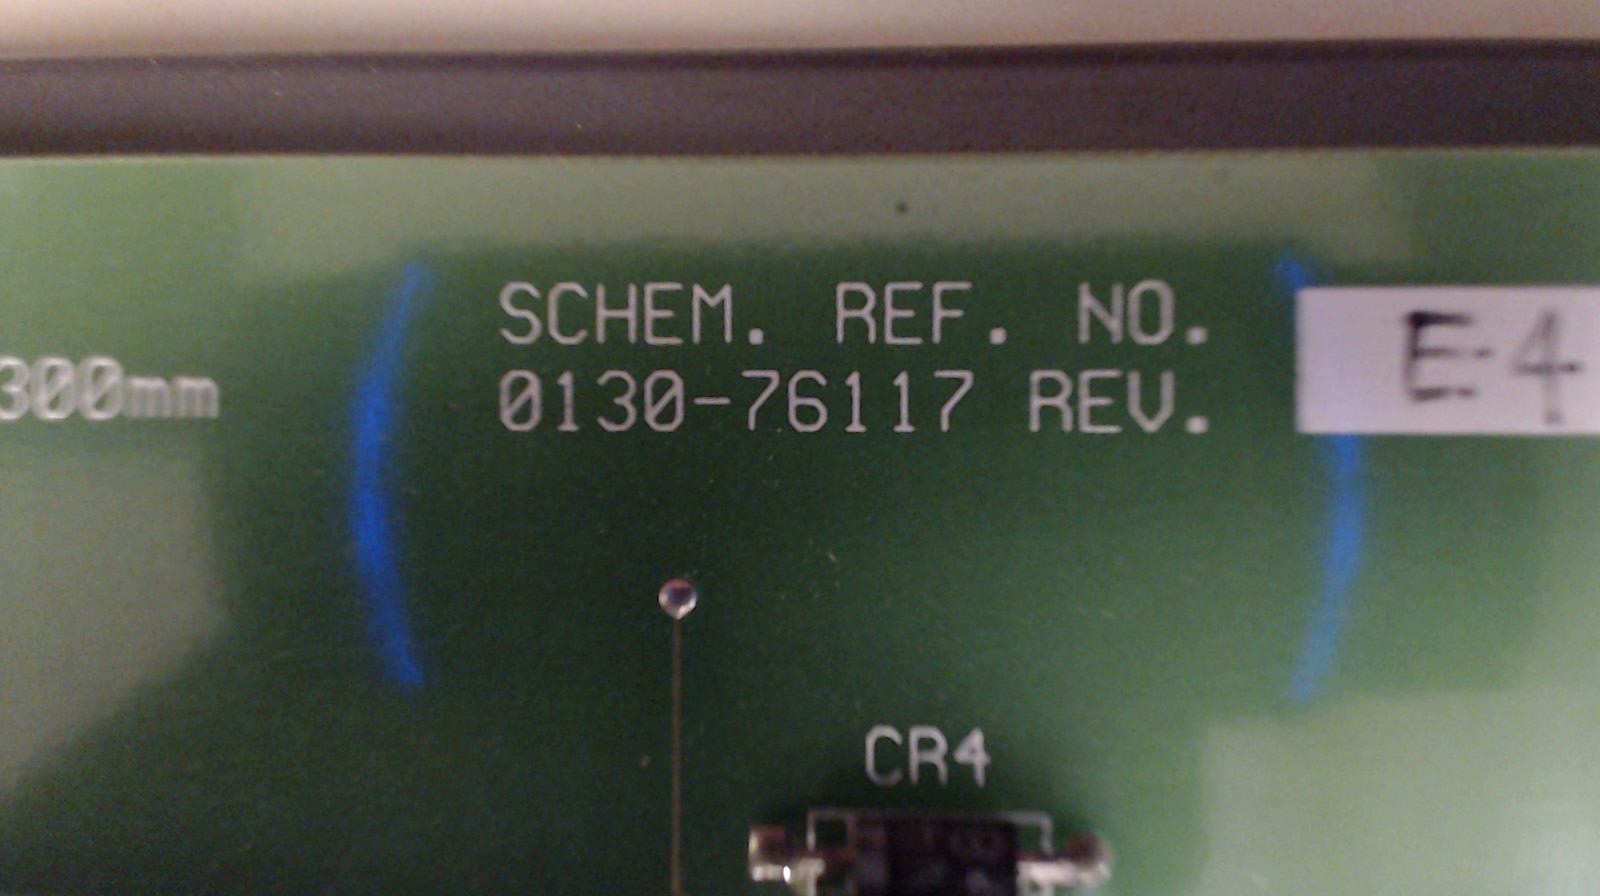 SCHEM. REF. NO.
0130-76117 REV. E-4
300mm
CR4